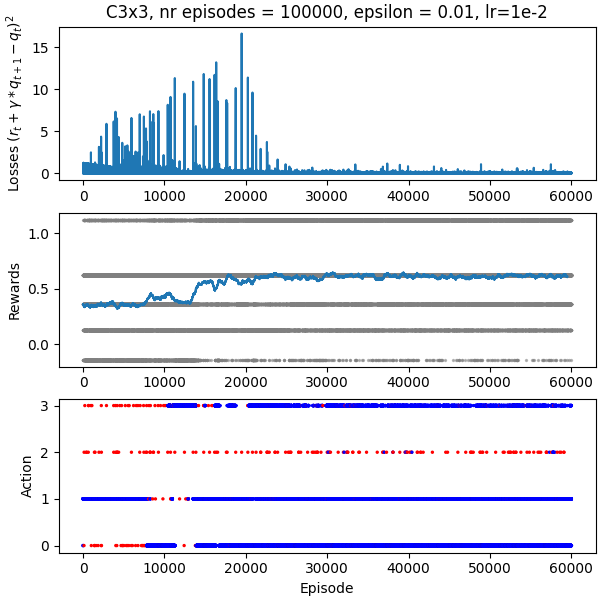 C3x3, nr episodes = 100000, epsilon = 0.01, lr=1e-2
Losses $(r_t + \gamma * q_{t+1} - q_t)^2$
15
10
5
0
0 10000 20000 30000 40000 50000 60000
Rewards
1.0
0.5
0.0
0 10000 20000 30000 40000 50000 60000
Action
3
2
1
0
0 10000 20000 30000 40000 50000 60000
Episode